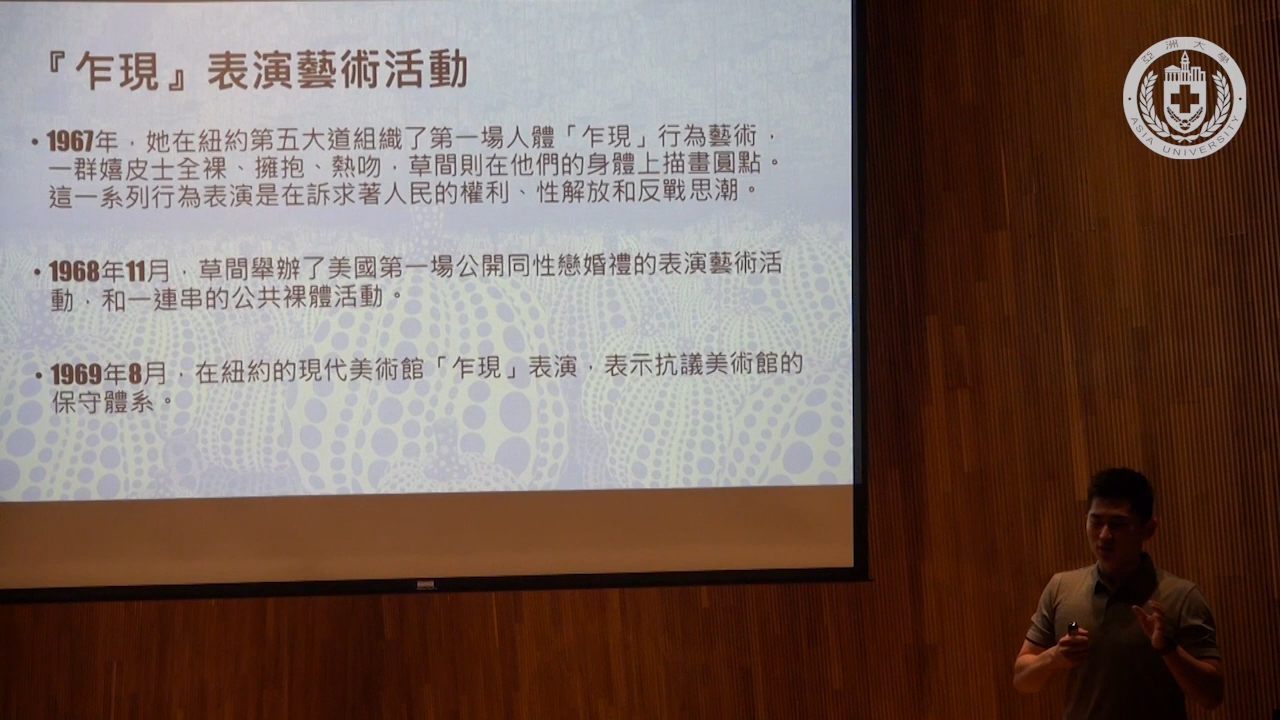 『乍現』表演藝術活動
• 1967年，她在紐約第五大道組織了第一場人體「乍現」行為藝術，
一群嬉皮士全裸、擁抱、熱吻，草間則在他們的身體上描畫圓點。
這一系列行為表演是在訴求著人民的權利、性解放和反戰思潮。
• 1968年11月，草間舉辦了美國第一場公開同性戀婚禮的表演藝術活
動，和一連串的公共裸體活動。
• 1969年8月，在紐約的現代美術館「乍現」表演，表示抗議美術館的
保守體系。
亞洲大學
ASIA UNIVERSITY